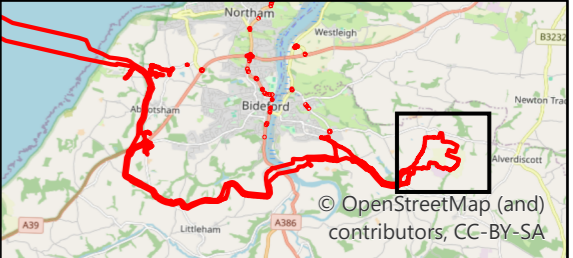 Northam
Westleigh
B3232
Abbotsham
Bideford
Newton Trac
Alverdiscott
© OpenStreetMap (and)
A39
A386
contributors, CC-BY-SA
Littleham